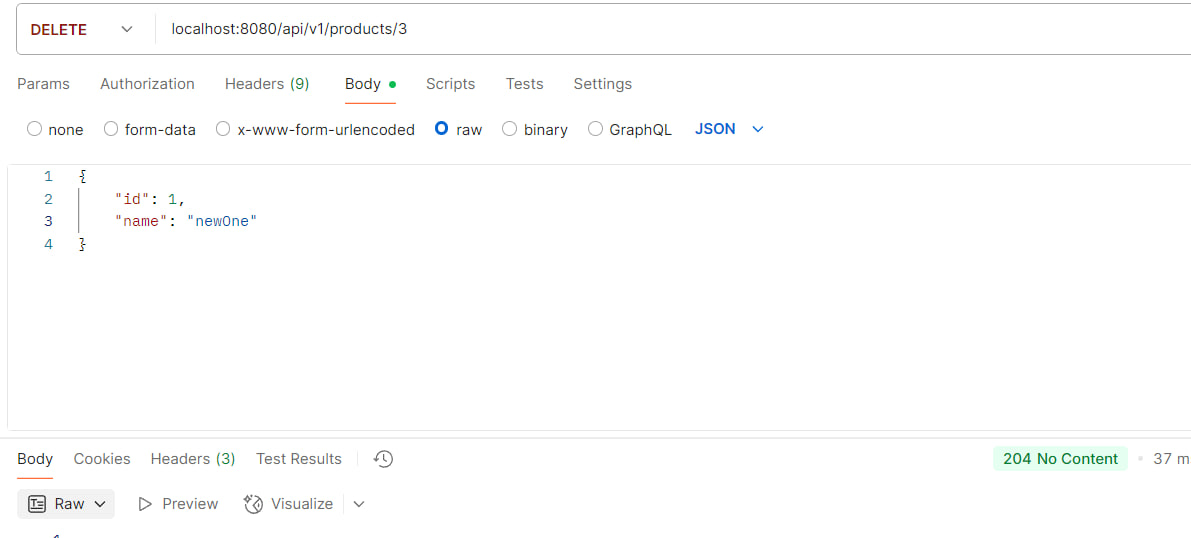 DELETE localhost:8080/api/v1/products/3
Params Authorization Headers (9) Body Scripts Tests Settings
none form-data x-www-form-urlencoded raw binary GraphQL JSON
1 {
2 "id": 1,
3 "name": "newOne"
4 }
Body Cookies Headers (3) Test Results 204 No Content 37 m
Raw Preview Visualize